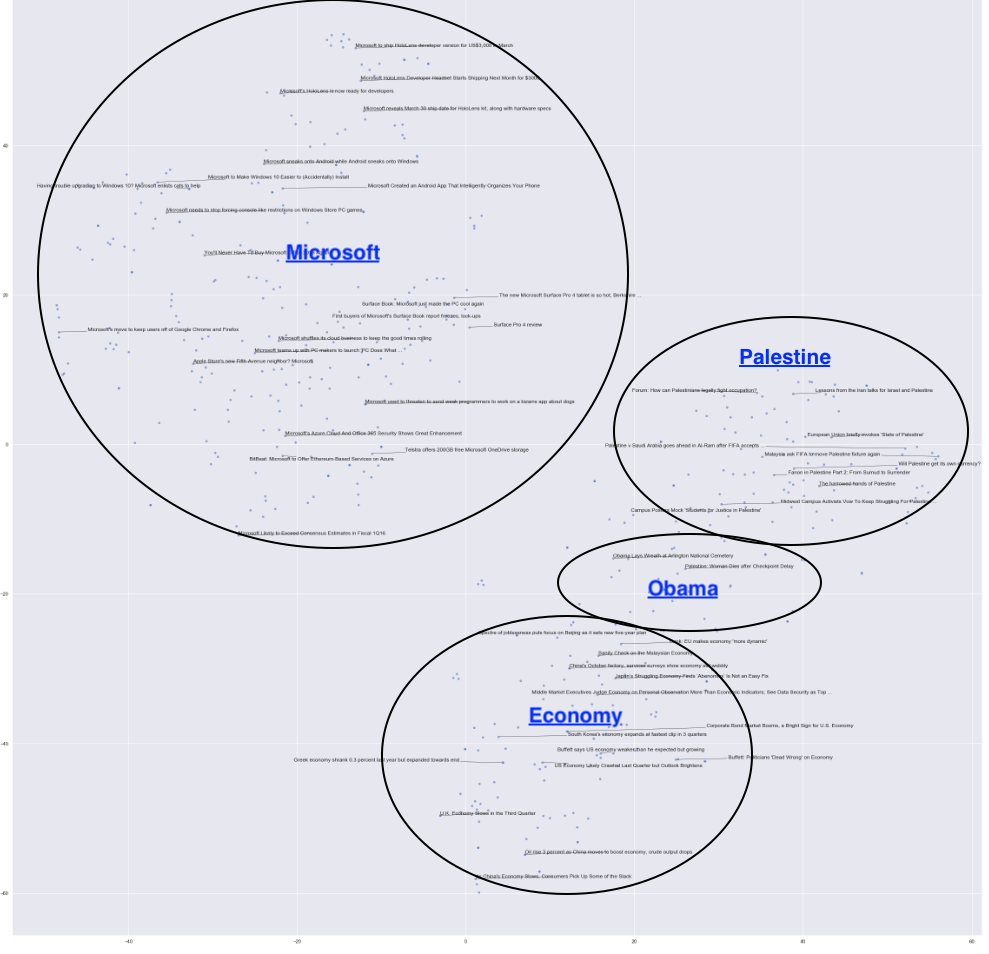 Microsoft to ship HoloLens developer version for US$3,000 in March
Microsoft HoloLens Developer Headset Starts Shipping Next Month for $3000
Microsoft's HoloLens is now ready for developers
Microsoft reveals March 30 ship date for HoloLens kit, along with hardware specs
40
Microsoft sneaks onto Android while Android sneaks onto Windows
Microsoft to Make Windows 10 Easier to (Accidentally) Install
Having trouble upgrading to Windows 10? Microsoft enlists cats to help
Microsoft Created an Android App That Intelligently Organizes Your Phone
Microsoft needs to stop forcing console-like restrictions on Windows Store PC games
You'll Never Have
Buy Microsoft
Microsoft
20
The new Microsoft Surface Pro 4 tablet is so hot, Berkshire ...
Surface Book: Microsoft just made the PC cool again
First buyers of Microsoft's Surface Book report freezes, lock-ups
Surface Pro 4 review
Microsoft's move to keep users off of Google Chrome and Firefox
Microsoft shuffles its cloud business to keep the good times rolling
Microsoft teams up with PC makers to launch 'PC Does What' ...
Apple Store's new Fifth Avenue neighbor? Microsoft
Palestine
Forum: How can Palestinians legally fight occupation?
Lessons from the Iran talks for Israel and Palestine
Microsoft used to threaten to send weak programmers to work on a bizarre app about dogs
Microsoft's Azure Cloud And Office 365 Security Shows Great Enhancement
European Union briefly invokes 'State of Palestine'
0
Palestine v Saudi Arabia goes ahead in Al-Ram after FIFA accepts
Telstra offers 200GB free Microsoft OneDrive storage
Malaysia ask FIFA to move Palestine fixture again
BitBeat: Microsoft to Offer Ethereum-Based Services on Azure
Will Palestine get its own currency?
Fanon in Palestine Part 2: From Sumud to Surrender
The harrowed hands of Palestine
Midwest Campus Activists Vow To Keep Struggling For Palestine
Campus Posting Mock 'Students for Justice in Palestine'
Microsoft Likely to Exceed Consensus Estimates in Fiscal 1Q16
Obama Lays Wreath at Arlington National Cemetery
Palestine: Woman Dies after Checkpoint Delay
Obama
-20
of joblessness puts focus on Beijing as it sets new five-year plan
EU makes economy 'more dynamic'
Sanity Check on the Malaysian Economy
China's October factory, services surveys show economy still wobbly
Japan's Struggling Economy Finds 'Abenomics' Is Not an Easy Fix
Middle Market Executives Judge Economy on Personal Observation More Than Economic Indicators; See Data Security as Top ...
Economy
Corporate Bond Market Booms, a Bright Sign for U.S. Economy
South Korea's economy expands at fastest clip in 3 quarters
-40
Buffett says US economy weaker than he expected but growing
Buffett: Politicians 'Dead Wrong' on Economy
Greek economy shrank 0.3 percent last year but expanded towards end
US Economy Likely Crawled Last Quarter but Outlook Brightens
U.K. Economy Slows in the Third Quarter
Oil rise 3 percent as China moves to boost economy, crude output drops
As China's Economy Slows, Consumers Pick Up Some of the Slack
-60
-40
-20
0
20
40
60